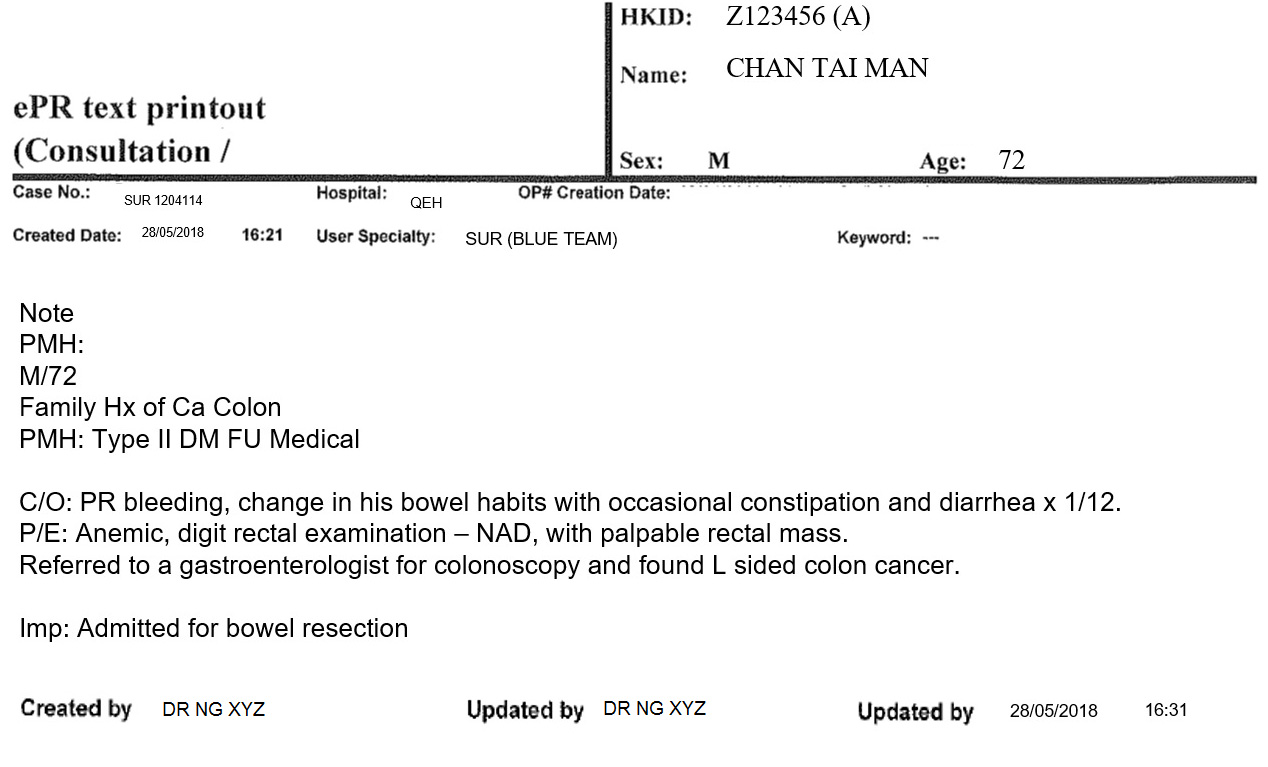 HKID: Z123456 (A)
Name: CHAN TAI MAN
ePR text printout
(Consultation /
Sex: M Age: 72
Case No.: SUR 1204114 Hospital: QEH OP# Creation Date:
Created Date: 28/05/2018 16:21 User Specialty: SUR (BLUE TEAM) Keyword: ---
Note
PMH:
M/72
Family Hx of Ca Colon
PMH: Type II DM FU Medical
C/O: PR bleeding, change in his bowel habits with occasional constipation and diarrhea x 1/12.
P/E: Anemic, digit rectal examination – NAD, with palpable rectal mass.
Referred to a gastroenterologist for colonoscopy and found L sided colon cancer.
Imp: Admitted for bowel resection
Created by DR NG XYZ Updated by DR NG XYZ Updated by 28/05/2018 16:31